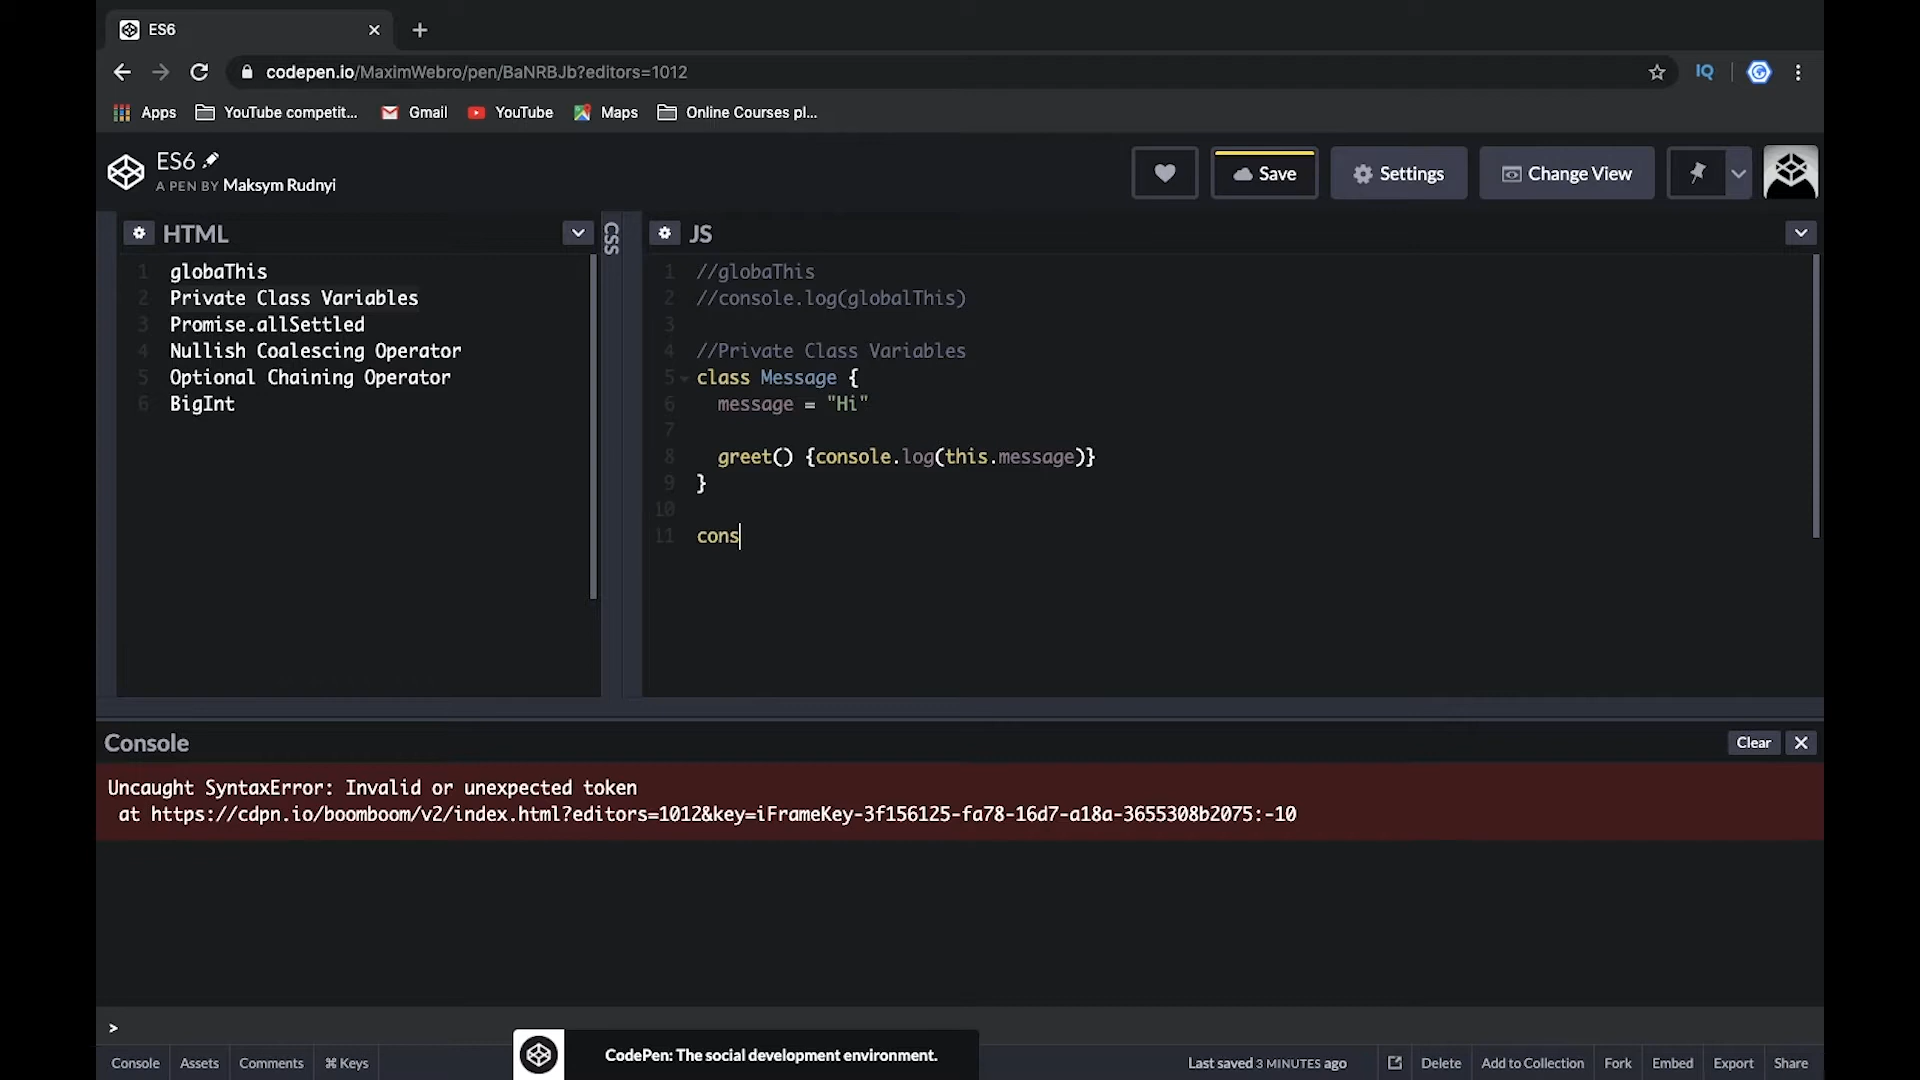 ES6
codepen.io/MaximWebro/pen/BaNRBJb?editors=1012
IQ
Apps
YouTube competit...
Gmail
YouTube
Maps
Online Courses pl...
ES6
A PEN BY Maksym Rudnyi
Save
Settings
Change View
HTML
1 globaThis
2 Private Class Variables
3 Promise.allSettled
4 Nullish Coalescing Operator
5 Optional Chaining Operator
6 BigInt
CSS
JS
1 //globaThis
2 //console.log(globalThis)
3
4 //Private Class Variables
5 class Message {
6 message = "Hi"
7
8 greet() {console.log(this.message)}
9 }
10
11 cons
Console
Clear
Uncaught SyntaxError: Invalid or unexpected token
at https://cdpn.io/boomboom/v2/index.html?editors=1012&key=iFrameKey-3f156125-fa78-16d7-a18a-3655308b2075:-10
>
Console
Assets
Comments
⌘ Keys
CodePen: The social development environment.
Last saved 3 MINUTES ago
Delete
Add to Collection
Fork
Embed
Export
Share